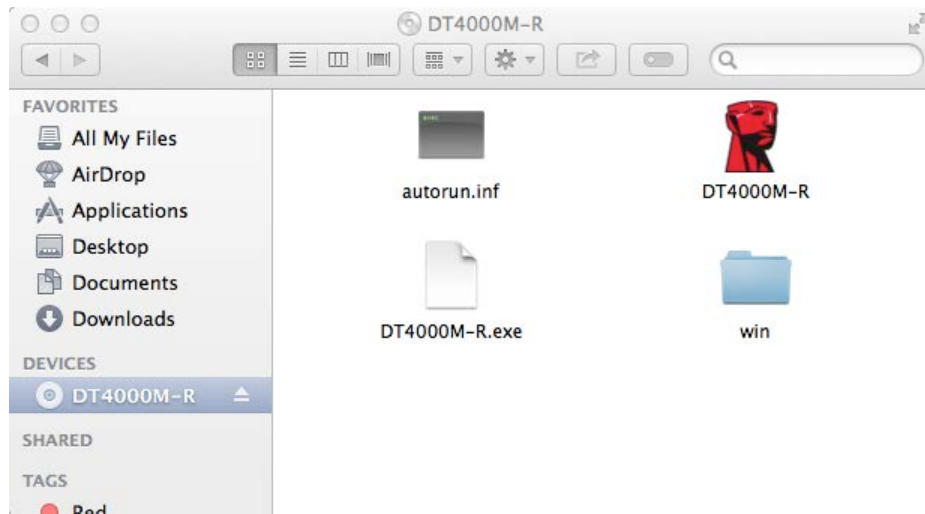 DT4000M-R
FAVORITES
All My Files
AirDrop
Applications
Desktop
Documents
Downloads
DEVICES
DT4000M-R
SHARED
TAGS
Red
autorun.inf
DT4000M-R
DT4000M-R.exe
win